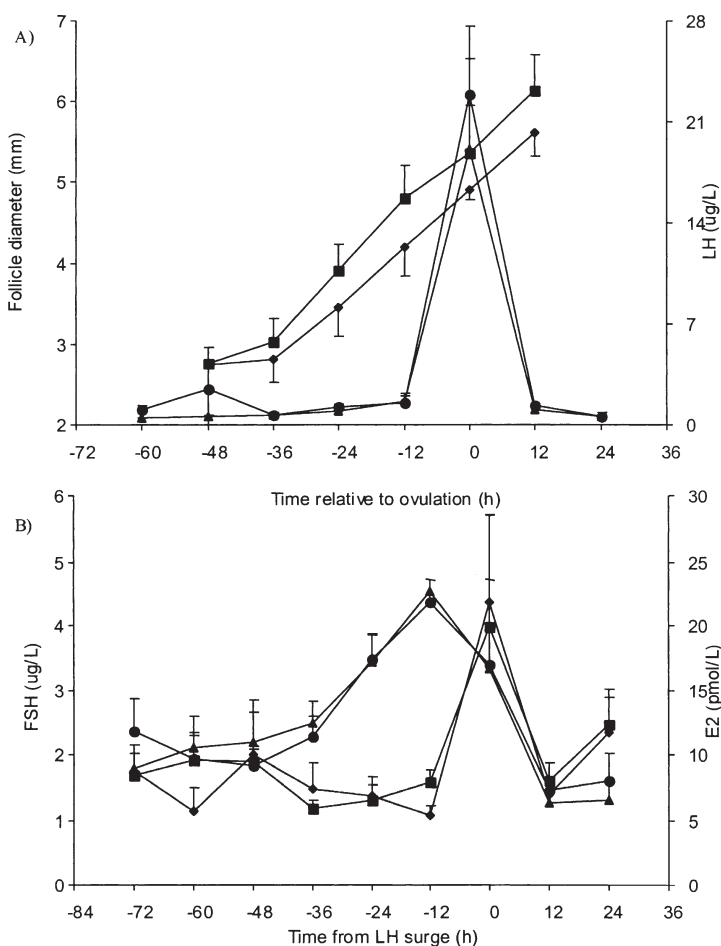 A)
7
6
5
4
3
2
Follicle diameter (mm)
28
21
14
7
0
LH (ug/L)
-72 -60 -48 -36 -24 -12 0 12 24 36
Time relative to ovulation (h)
B)
6
5
4
3
2
1
0
FSH (ug/L)
30
25
20
15
10
5
0
E2 (pmol/L)
-84 -72 -60 -48 -36 -24 -12 0 12 24 36
Time from LH surge (h)